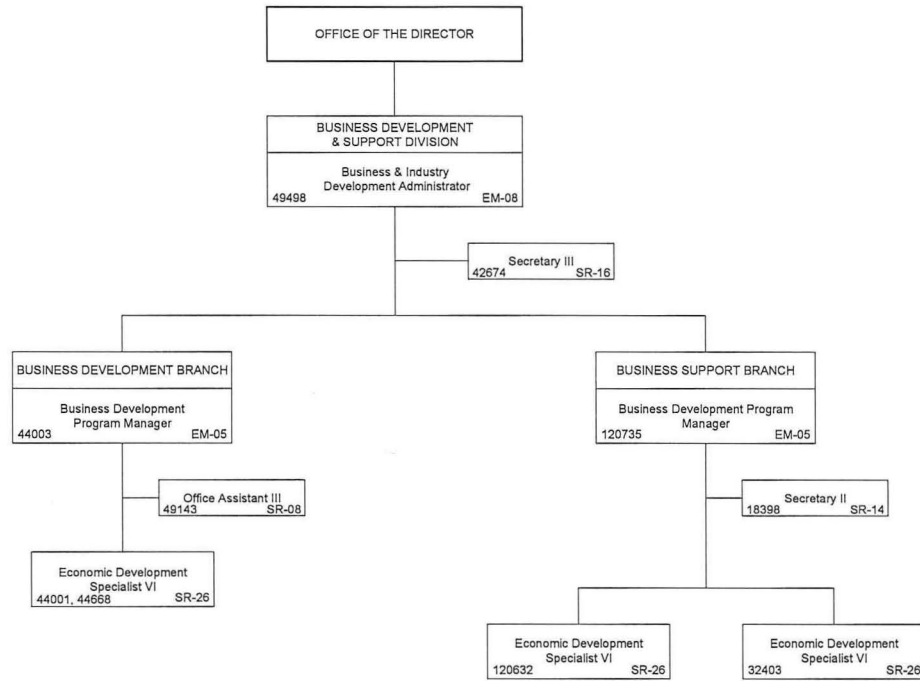 OFFICE OF THE DIRECTOR
BUSINESS DEVELOPMENT
& SUPPORT DIVISION
Business & Industry
Development Administrator
49498 EM-08
Secretary III
42674 SR-16
BUSINESS DEVELOPMENT BRANCH
Business Development
Program Manager
44003 EM-05
Office Assistant III
49143 SR-08
Economic Development
Specialist VI
44001, 44668 SR-26
BUSINESS SUPPORT BRANCH
Business Development Program
Manager
120735 EM-05
Secretary II
18398 SR-14
Economic Development
Specialist VI
120632 SR-26
Economic Development
Specialist VI
32403 SR-26